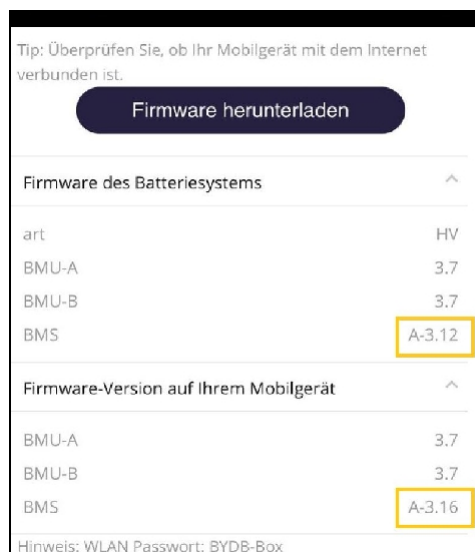 Tip: Überprüfen Sie, ob Ihr Mobilgerät mit dem Internet
verbunden ist.
Firmware herunterladen
Firmware des Batteriesystems
art HV
BMU-A 3.7
BMU-B 3.7
BMS A-3.12
Firmware-Version auf Ihrem Mobilgerät
BMU-A 3.7
BMU-B 3.7
BMS A-3.16
Hinweis: WLAN Passwort: BYDB-Box